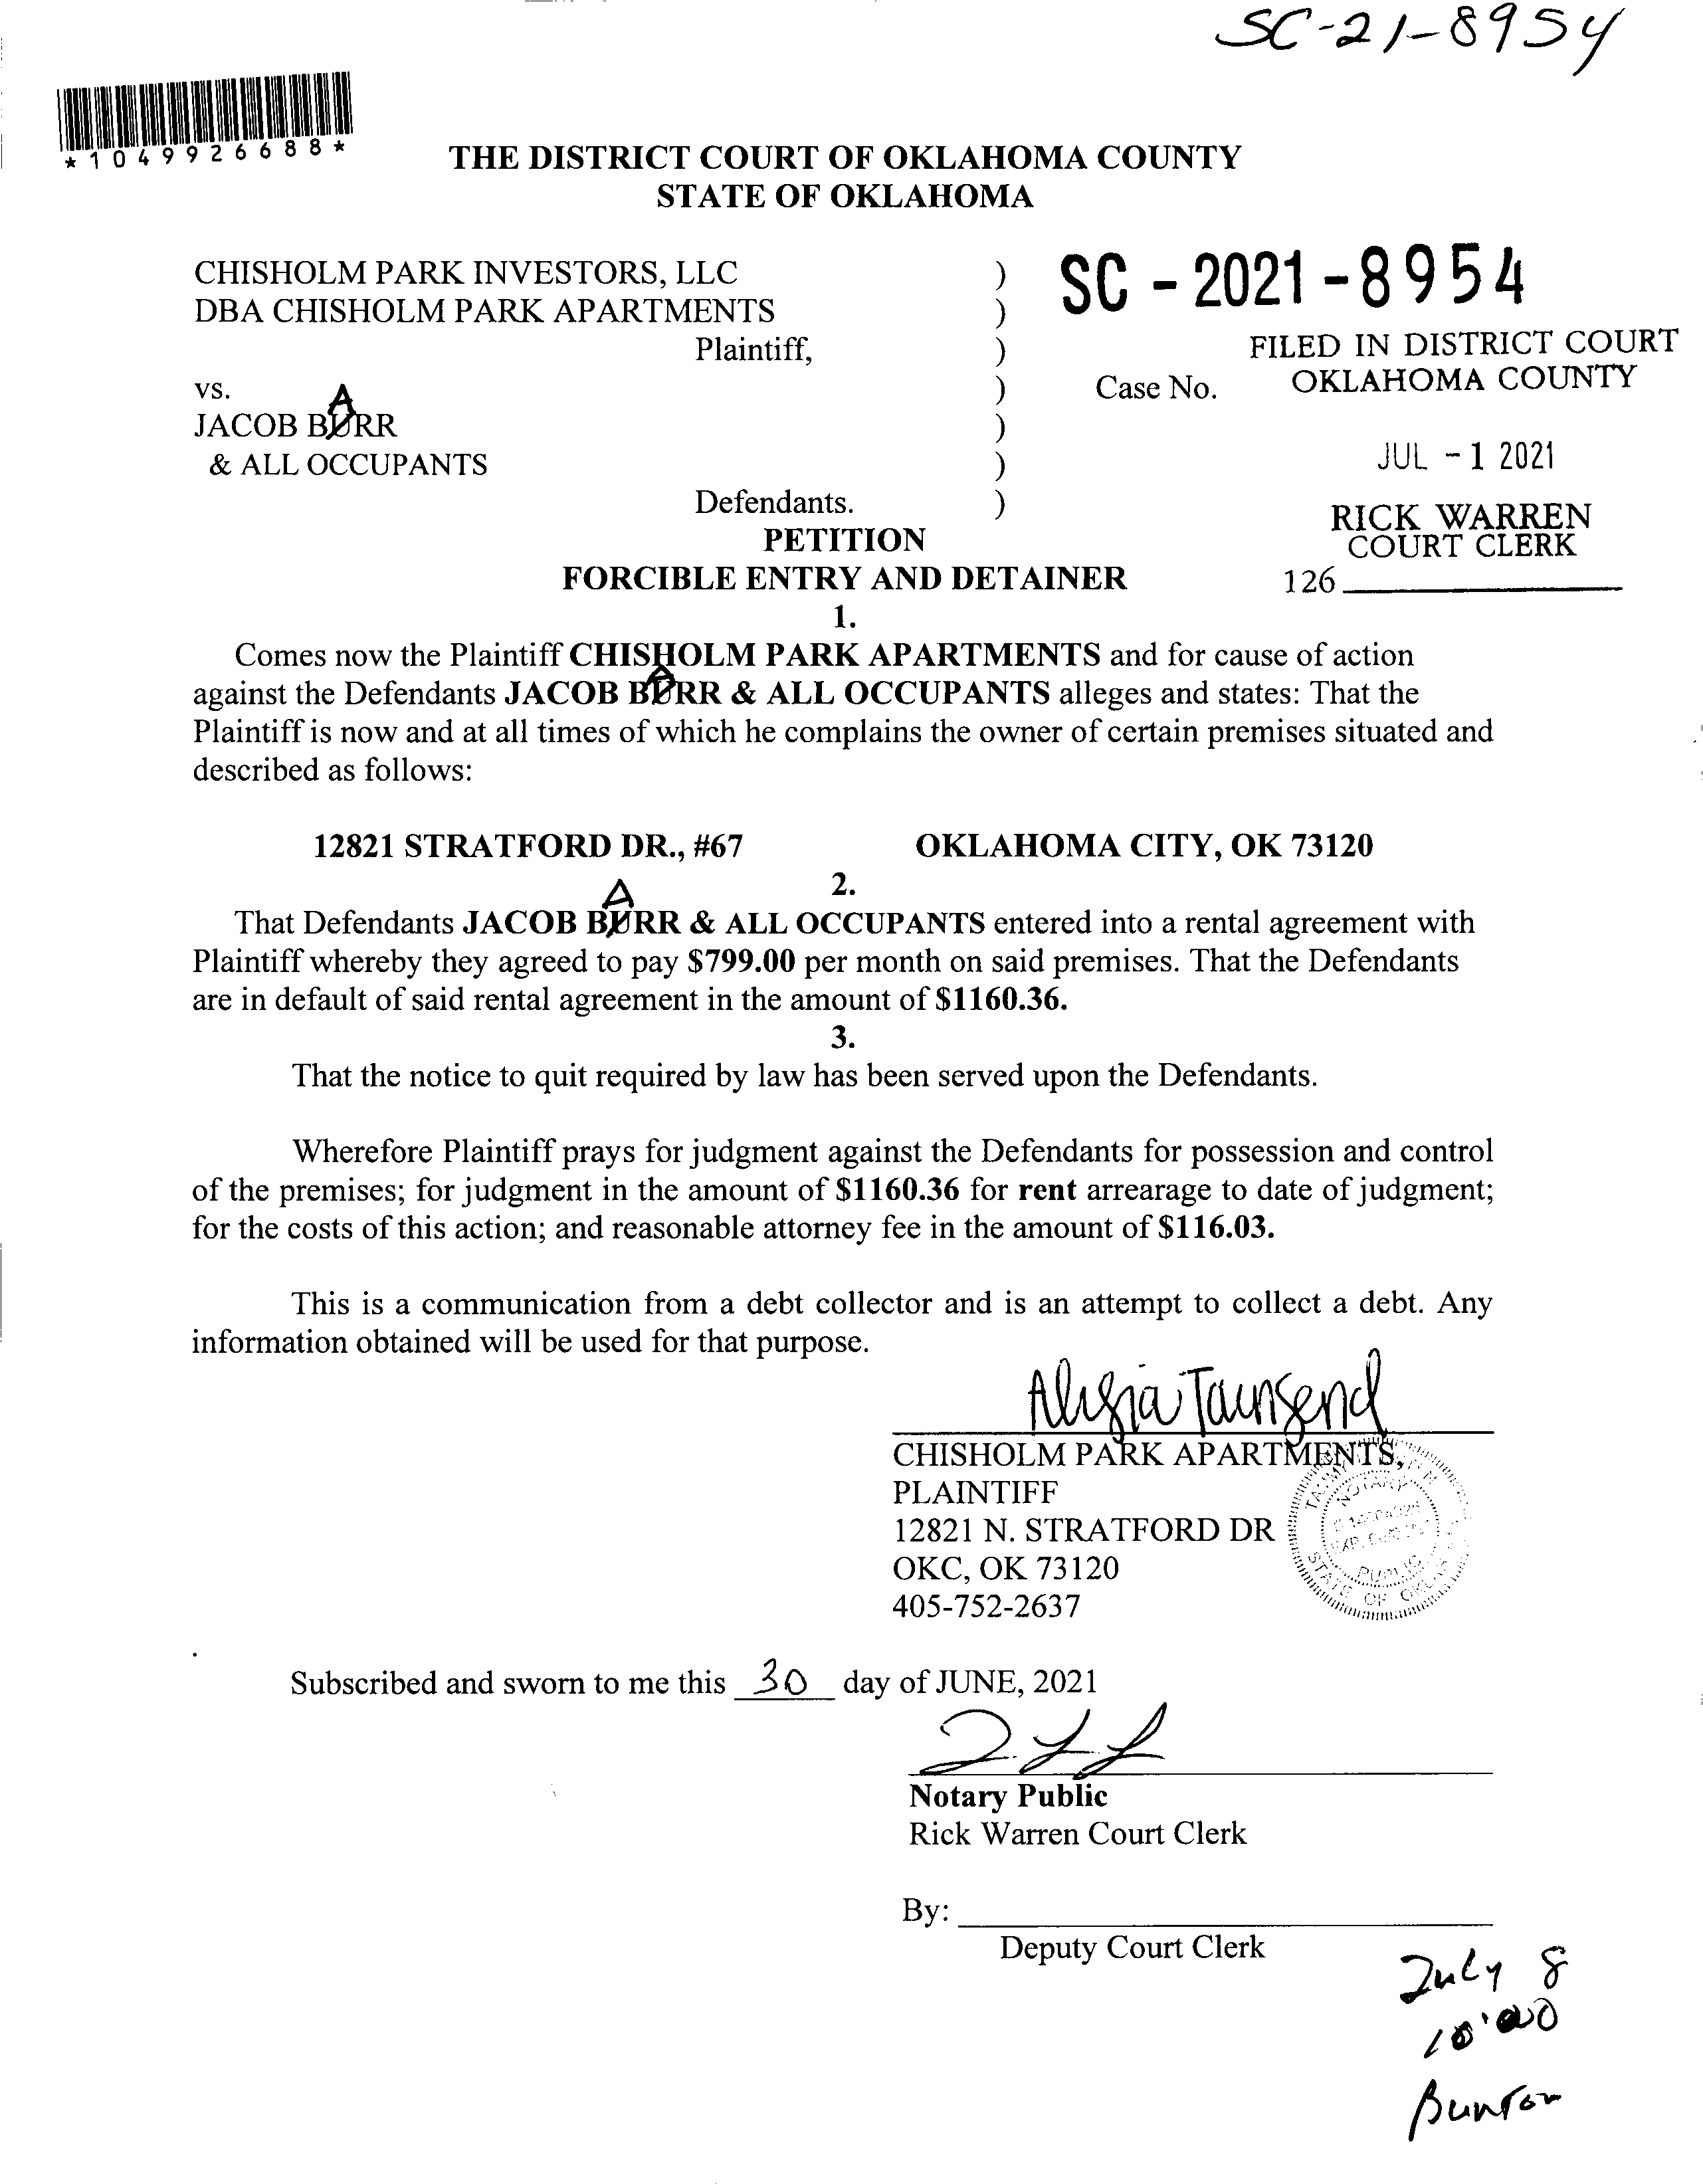 SC-21-8954
*1049926688*
THE DISTRICT COURT OF OKLAHOMA COUNTY
STATE OF OKLAHOMA
CHISHOLM PARK INVESTORS, LLC )
DBA CHISHOLM PARK APARTMENTS )
SC - 2021 - 8954
Plaintiff, )
FILED IN DISTRICT COURT
OKLAHOMA COUNTY
vs. ) Case No.
A
JACOB BURR )
& ALL OCCUPANTS )
JUL - 1 2021
Defendants. )
RICK WARREN
COURT CLERK
126
PETITION
FORCIBLE ENTRY AND DETAINER
1.
Comes now the Plaintiff CHISHOLM PARK APARTMENTS and for cause of action
A
against the Defendants JACOB BURR & ALL OCCUPANTS alleges and states: That the
Plaintiff is now and at all times of which he complains the owner of certain premises situated and
described as follows:
12821 STRATFORD DR., #67 OKLAHOMA CITY, OK 73120
2.
A
That Defendants JACOB BURR & ALL OCCUPANTS entered into a rental agreement with
Plaintiff whereby they agreed to pay $799.00 per month on said premises. That the Defendants
are in default of said rental agreement in the amount of $1160.36.
3.
That the notice to quit required by law has been served upon the Defendants.
Wherefore Plaintiff prays for judgment against the Defendants for possession and control
of the premises; for judgment in the amount of $1160.36 for rent arrearage to date of judgment;
for the costs of this action; and reasonable attorney fee in the amount of $116.03.
This is a communication from a debt collector and is an attempt to collect a debt. Any
information obtained will be used for that purpose.
Townsend
CHISHOLM PARK APARTMENTS,
PLAINTIFF
12821 N. STRATFORD DR
OKC, OK 73120
405-752-2637
NOTARY
PUBLIC
STATE OF
Subscribed and sworn to me this 30 day of JUNE, 2021
Notary Public
Rick Warren Court Clerk
By:
Deputy Court Clerk
July 8
10:00
Bunton